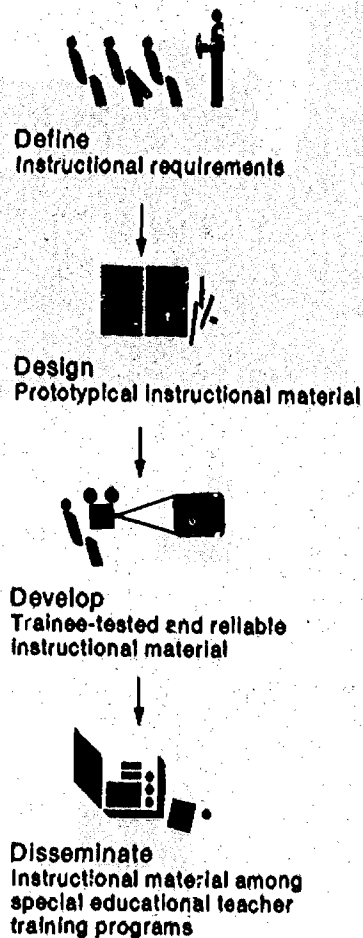 Define
Instructional requirements
Design
Prototypical instructional material
Develop
Trainee-tested and reliable
instructional material
Disseminate
Instructional material among
special educational teacher
training programs